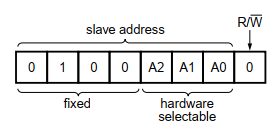 R/W̅
slave address
0 1 0 0 A2 A1 A0 0
fixed
hardware
selectable